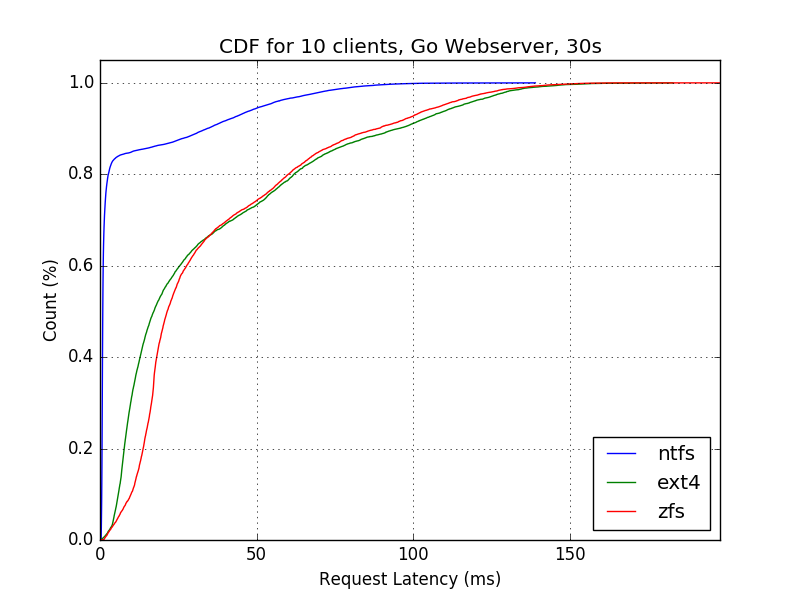 CDF for 10 clients, Go Webserver, 30s
1.0
0.8
0.6
0.4
0.2
0.0
Count (%)
ntfs
ext4
zfs
0 50 100 150
Request Latency (ms)